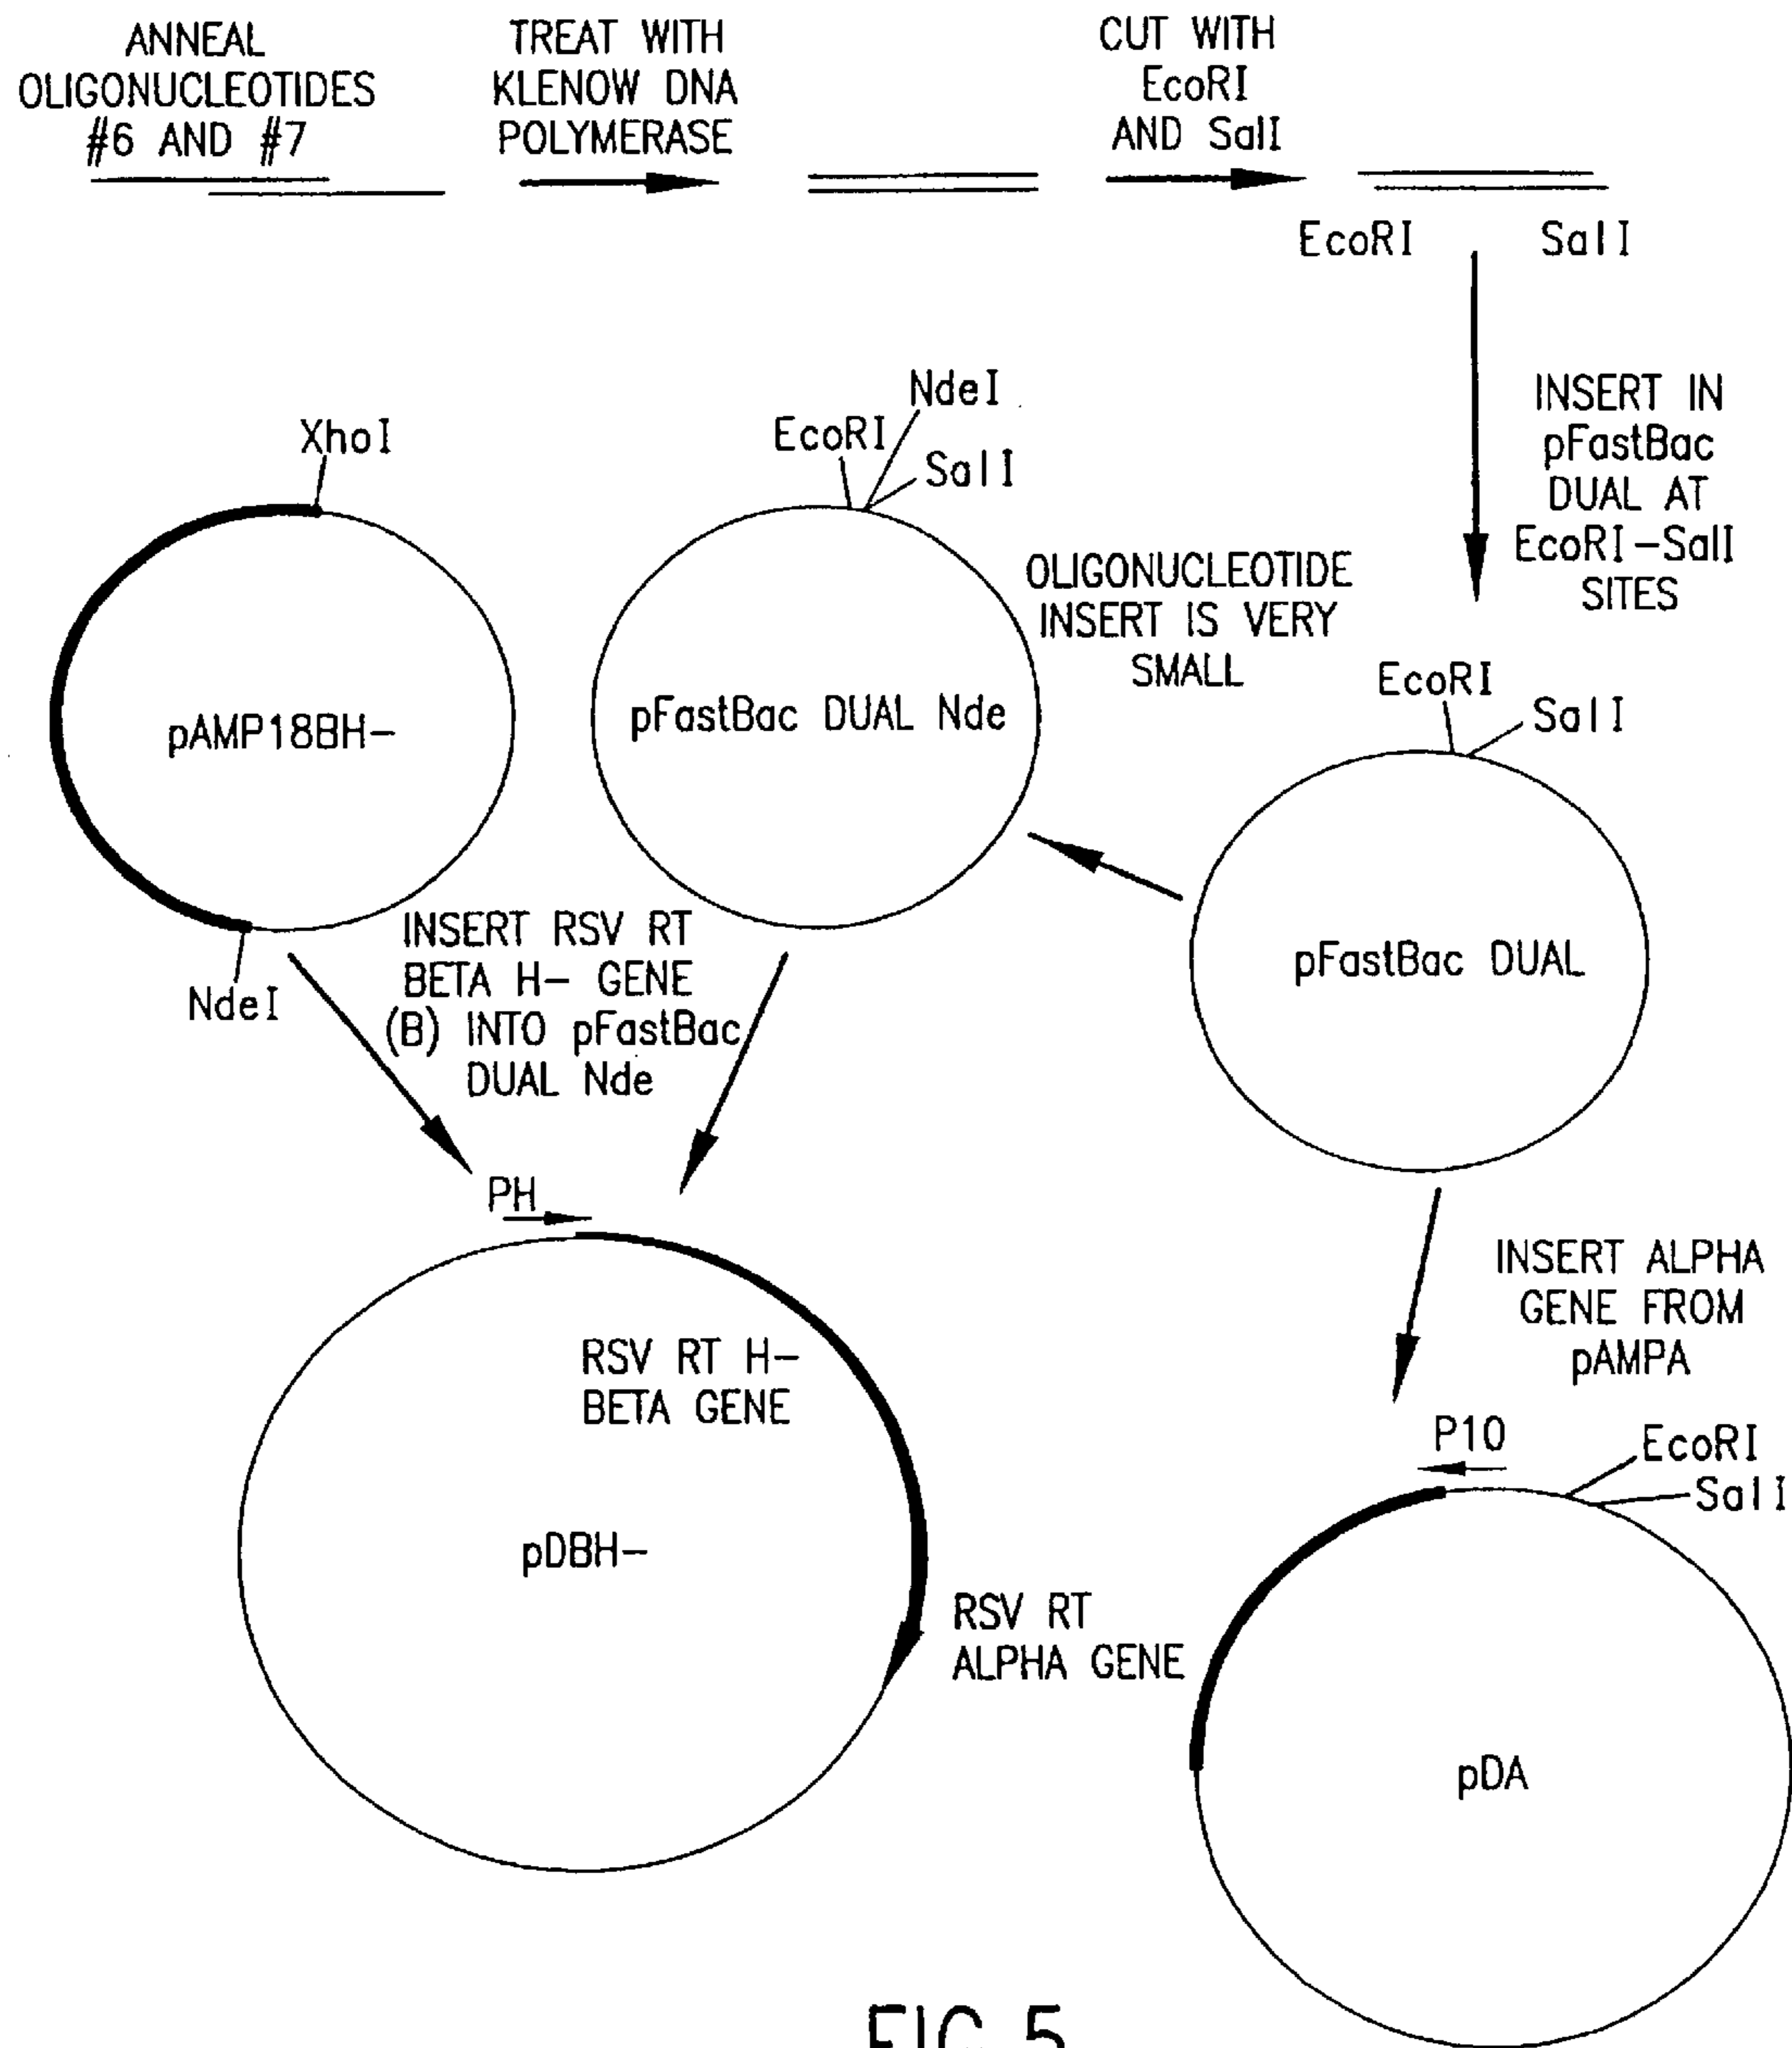 ANNEAL
OLIGONUCLEOTIDES
#6 AND #7
TREAT WITH
KLENOW DNA
POLYMERASE
CUT WITH
EcoRI
AND SalI
EcoRI
SalI
INSERT IN
pFastBac
DUAL AT
EcoRI-SalI
SITES
XhoI
pAMP18BH-
NdeI
EcoRI
NdeI
SalI
pFastBac DUAL Nde
OLIGONUCLEOTIDE
INSERT IS VERY
SMALL
EcoRI
SalI
pFastBac DUAL
INSERT RSV RT
BETA H- GENE
(B) INTO pFastBac
DUAL Nde
PH
RSV RT H-
BETA GENE
pDBH-
INSERT ALPHA
GENE FROM
pAMPA
P10
EcoRI
SalI
RSV RT
ALPHA GENE
pDA
FIG. 5